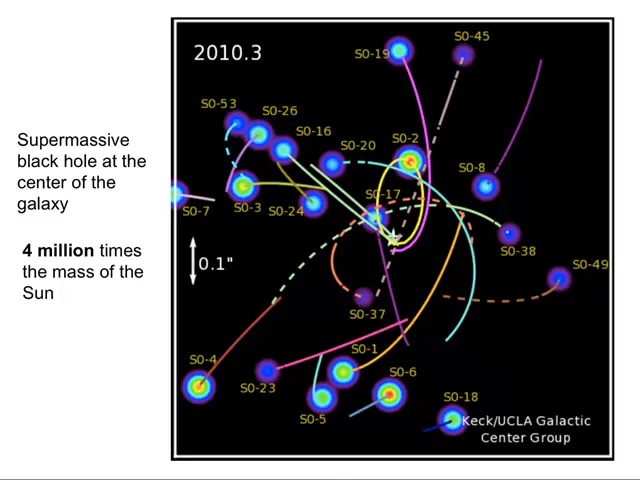 Supermassive
black hole at the
center of the
galaxy
4 million times
the mass of the
Sun
2010.3
S0-45
S0-19
S0-53
S0-26
S0-16
S0-20
S0-2
S0-8
S0-17
S0-7
S0-3
S0-24
S0-38
0.1"
S0-49
S0-37
S0-4
S0-1
S0-23
S0-6
S0-5
S0-18
Keck/UCLA Galactic
Center Group